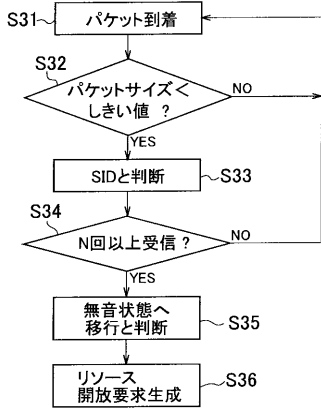 S31
パケット到着
S32
パケットサイズ<
しきい値 ?
NO
YES
SIDと判断
S33
S34
N回以上受信?
NO
YES
無音状態へ
移行と判断
S35
リソース
開放要求生成
S36